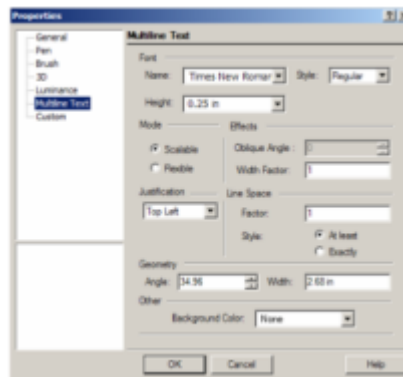 Properties
General
Pen
Brush
3D
Luminance
Multiline Text
Custom
Multiline Text
Font
Name: Times New Roman Style: Regular
Height: 0.25 in
Mode Effects
Scalable Oblique Angle : 0
Flexible Width Factor: 1
Justification Line Space
Top Left Factor: 1
Style: At least
Exactly
Geometry
Angle: 34.96 Width: 2.68 in
Other
Background Color: None
OK Cancel Help